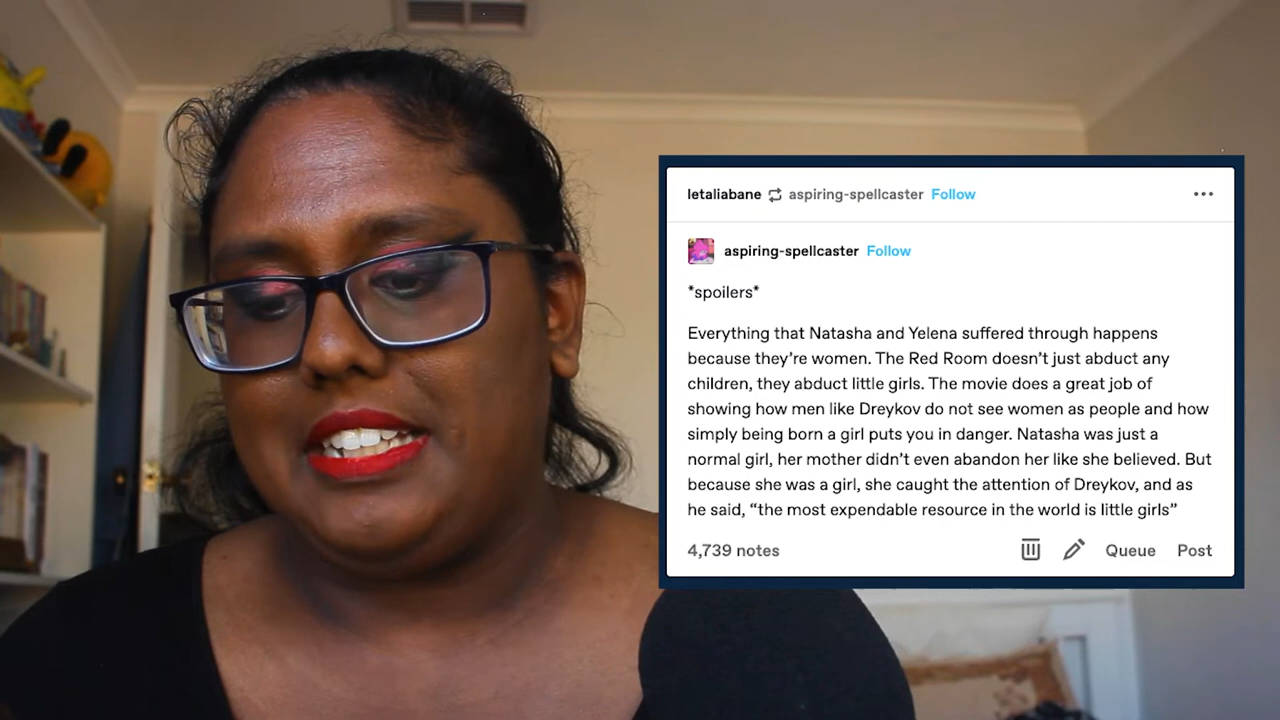 letaliabane aspiring-spellcaster Follow
aspiring-spellcaster Follow
*spoilers*
Everything that Natasha and Yelena suffered through happens
because they’re women. The Red Room doesn’t just abduct any
children, they abduct little girls. The movie does a great job of
showing how men like Dreykov do not see women as people and how
simply being born a girl puts you in danger. Natasha was just a
normal girl, her mother didn’t even abandon her like she believed. But
because she was a girl, she caught the attention of Dreykov, and as
he said, “the most expendable resource in the world is little girls”
4,739 notes Queue Post